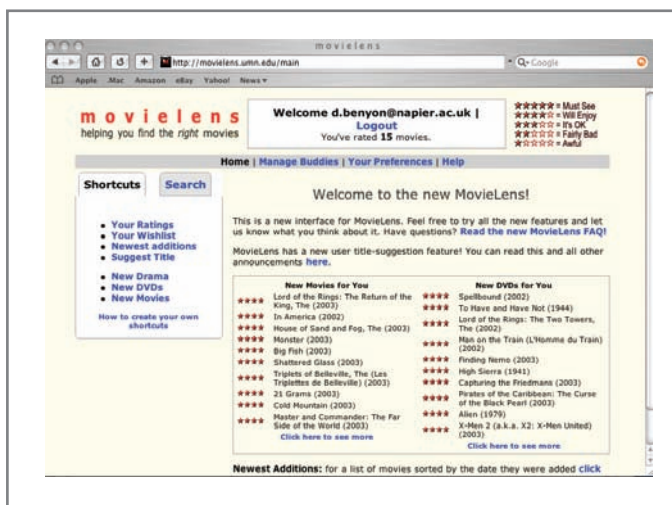 movielens
http://movielens.umn.edu/main
Q- Google
Apple .Mac Amazon eBay Yahoo! News ▾
movielens
helping you find the right movies
Welcome d.benyon@napier.ac.uk |
Logout
You've rated 15 movies.
★★★★★ = Must See
★★★★☆ = Will Enjoy
★★★☆☆ = It's OK
★★☆☆☆ = Fairly Bad
★☆☆☆☆ = Awful
Home | Manage Buddies | Your Preferences | Help
Shortcuts
Search
• Your Ratings
• Your Wishlist
• Newest additions
• Suggest Title
• New Drama
• New DVDs
• New Movies
How to create your own
shortcuts
Welcome to the new MovieLens!
This is a new interface for MovieLens. Feel free to try all the new features and let
us know what you think about it. Have questions? Read the new MovieLens FAQ!
MovieLens has a new user title-suggestion feature! You can read this and all other
announcements here.
New Movies for You
★★★★ Lord of the Rings: The Return of the
King, The (2003)
★★★★ In America (2002)
★★★★ House of Sand and Fog, The (2003)
★★★★ Monster (2003)
★★★★ Big Fish (2003)
★★★★ Shattered Glass (2003)
★★★★ Triplets of Belleville, The (Les
Triplettes de Belleville) (2003)
★★★★ 21 Grams (2003)
★★★★ Cold Mountain (2003)
★★★★ Master and Commander: The Far
Side of the World (2003)
Click here to see more
New DVDs for You
★★★★ Spellbound (2002)
★★★★ To Have and Have Not (1944)
★★★★ Lord of the Rings: The Two Towers,
The (2002)
★★★★ Man on the Train (L'Homme du Train)
(2002)
★★★★ Finding Nemo (2003)
★★★★ High Sierra (1941)
★★★★ Capturing the Friedmans (2003)
★★★★ Pirates of the Caribbean: The Curse
of the Black Pearl (2003)
★★★★ Alien (1979)
★★★★ X-Men 2 (a.k.a. X2: X-Men United)
(2003)
Click here to see more
Newest Additions: for a list of movies sorted by the date they were added click